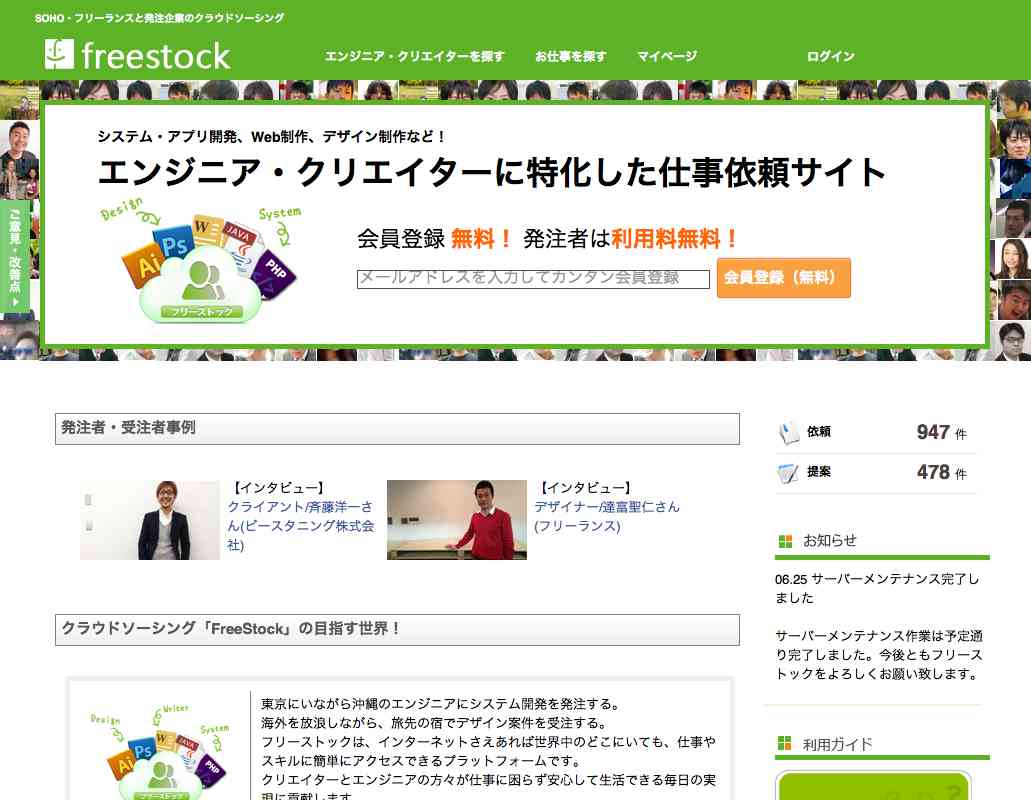 SOHO・フリーランスと発注企業のクラウドソーシング
freestock
エンジニア・クリエイターを探す
お仕事を探す
マイページ
ログイン
システム・アプリ開発、Web制作、デザイン制作など！
エンジニア・クリエイターに特化した仕事依頼サイト
Design
System
W
JAVA
Ps
Ai
PHP
フリーストック
会員登録 無料！ 発注者は利用料無料！
メールアドレスを入力してカンタン会員登録
会員登録（無料）
ご意見・改善点
発注者・受注者事例
【インタビュー】
クライアント/斉藤洋一さ
ん(ビースタニング株式会
社)
【インタビュー】
デザイナー/達富聖仁さん
(フリーランス)
依頼
947 件
提案
478 件
お知らせ
06.25 サーバーメンテナンス完了し
ました
サーバーメンテナンス作業は予定通
り完了しました。今後ともフリース
トックをよろしくお願い致します。
クラウドソーシング「FreeStock」の目指す世界！
Design
Writer
System
W
JAVA
Ps
Ai
PHP
フリーストック
東京にいながら沖縄のエンジニアにシステム開発を発注する。
海外を放浪しながら、旅先の宿でデザイン案件を受注する。
フリーストックは、インターネットさえあれば世界中のどこにいても、仕事や
スキルに簡単にアクセスできるプラットフォームです。
クリエイターとエンジニアの方々が仕事に困らず安心して生活できる毎日の実
現に貢献します
利用ガイド
?